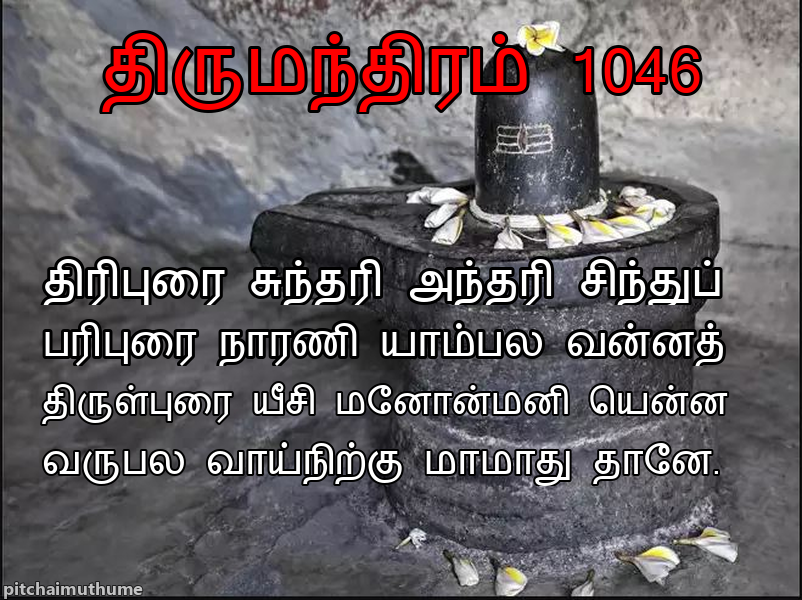 திருமந்திரம் 1046
திரிபுரை சுந்தரி அந்தரி சிந்துப்
பரிபுரை நாரணி யாம்பல வன்னத்
திருள்புரை யீசி மனோன்மனி யென்ன
வருபல வாய்நிற்கு மாமாது தானே.
pitchaimuthume